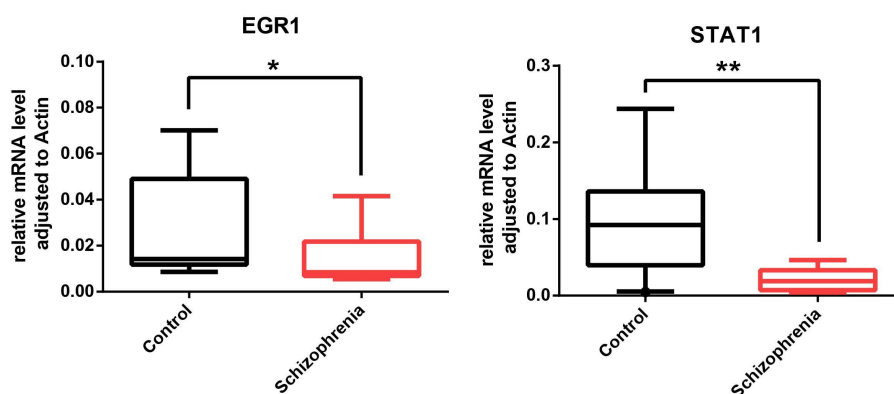 EGR1
relative mRNA level
adjusted to Actin
0.10
0.08
0.06
0.04
0.02
0.00
*
Control
Schizophrenia
STAT1
relative mRNA level
adjusted to Actin
0.3
0.2
0.1
0.0
**
Control
Schizophrenia